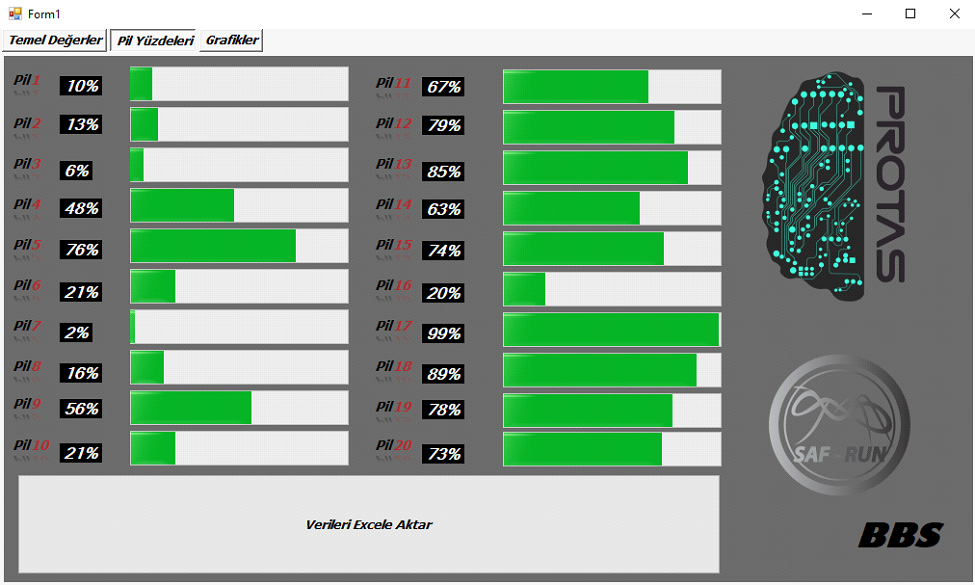 Form1
Temel Değerler Pil Yüzdeleri Grafikler
Pil 1 10%
Pil 2 13%
Pil 3 6%
Pil 4 48%
Pil 5 76%
Pil 6 21%
Pil 7 2%
Pil 8 16%
Pil 9 56%
Pil 10 21%
Pil 11 67%
Pil 12 79%
Pil 13 85%
Pil 14 63%
Pil 15 74%
Pil 16 20%
Pil 17 99%
Pil 18 89%
Pil 19 78%
Pil 20 73%
Verileri Excele Aktar
PROTAS
SAF-RUN
BBS